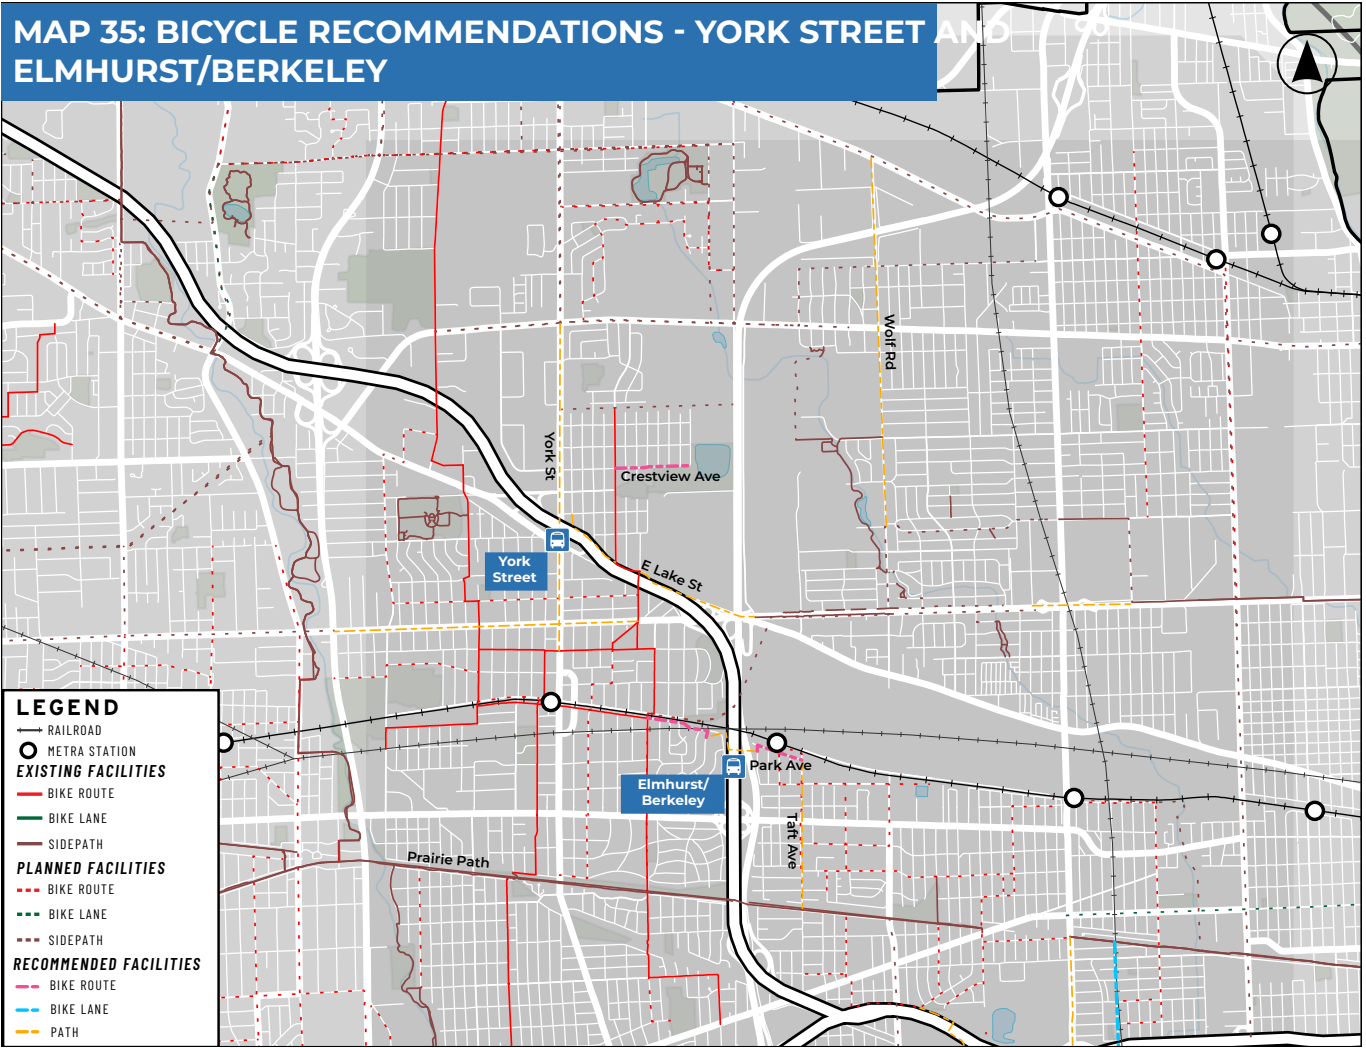 MAP 35: BICYCLE RECOMMENDATIONS - YORK STREET AND
ELMHURST/BERKELEY
Wolf Rd
York St
Crestview Ave
York
Street
E Lake St
Park Ave
Elmhurst/
Berkeley
Taft Ave
Prairie Path
LEGEND
RAILROAD
METRA STATION
EXISTING FACILITIES
BIKE ROUTE
BIKE LANE
SIDEPATH
PLANNED FACILITIES
BIKE ROUTE
BIKE LANE
SIDEPATH
RECOMMENDED FACILITIES
BIKE ROUTE
BIKE LANE
PATH